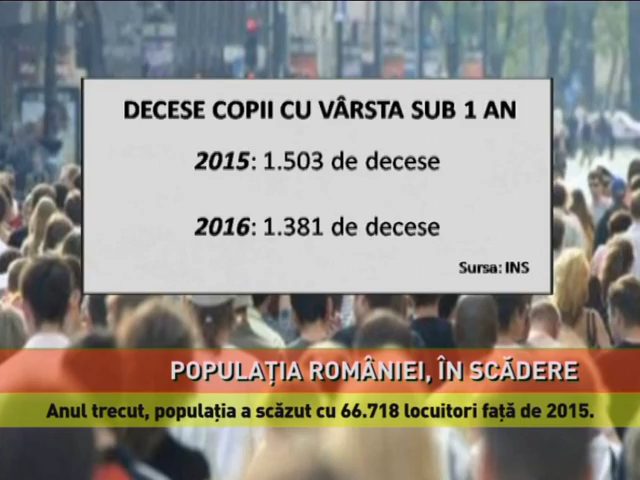 DECESE COPII CU VÂRSTA SUB 1 AN
2015: 1.503 de decese
2016: 1.381 de decese
Sursa: INS
POPULAȚIA ROMÂNIEI, ÎN SCĂDERE
Anul trecut, populația a scăzut cu 66.718 locuitori față de 2015.